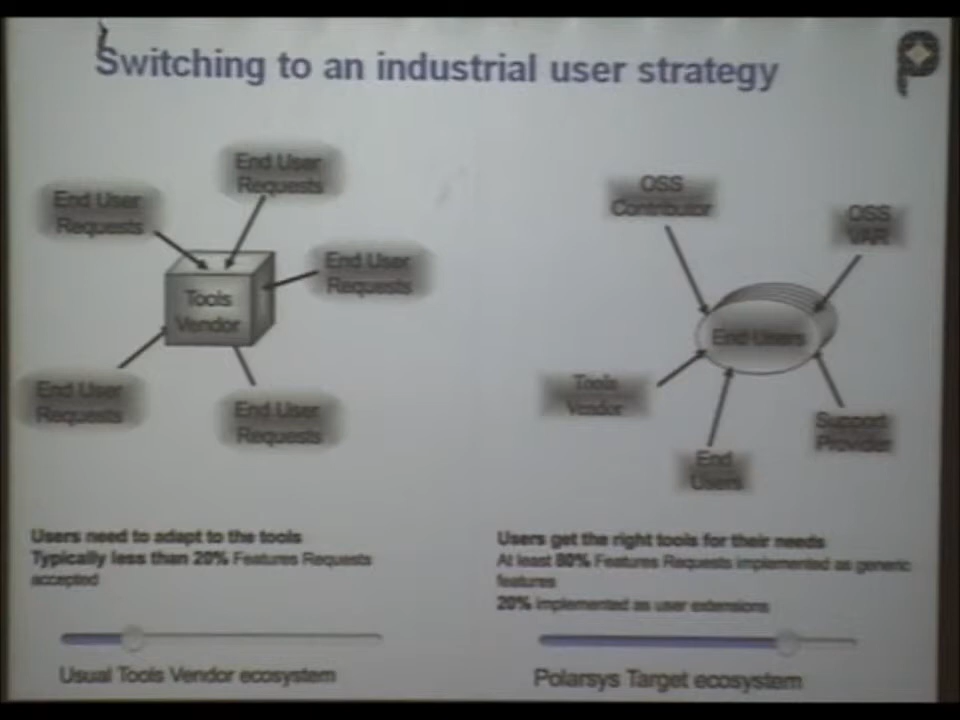 Switching to an industrial user strategy
End User
Requests
End User
Requests
End User
Requests
Tools
Vendor
End User
Requests
End User
Requests
OSS
Contributor
OSS
VAR
End Users
Tools
Vendor
Support
Provider
End
Users
Users need to adapt to the tools
Typically less than 20% Features Requests
accepted
Usual Tools Vendor ecosystem
Users get the right tools for their needs
At least 80% Features Requests implemented as generic
features
20% implemented as user extensions
Polarsys Target ecosystem